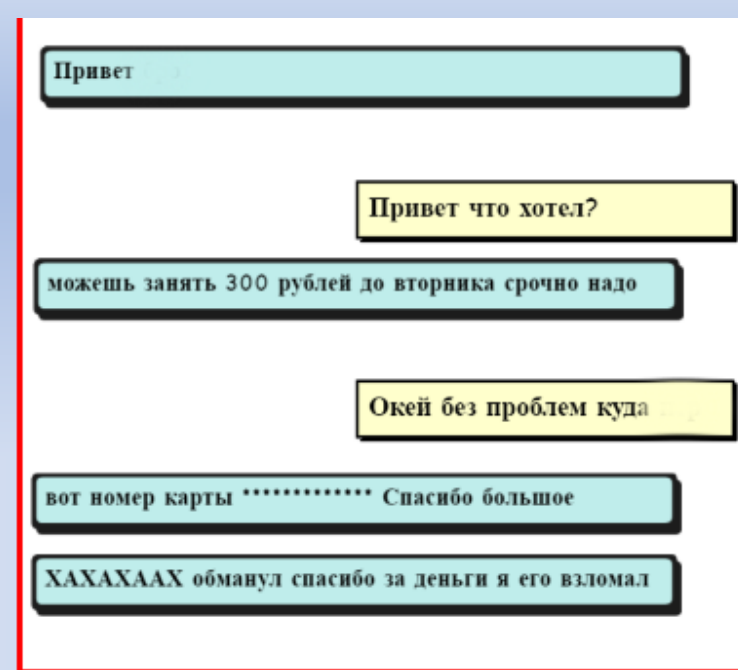 Привет
Привет что хотел?
можешь занять 300 рублей до вторника срочно надо
Окей без проблем куда
вот номер карты ************* Спасибо большое
ХАХАХААХ обманул спасибо за деньги я его взломал